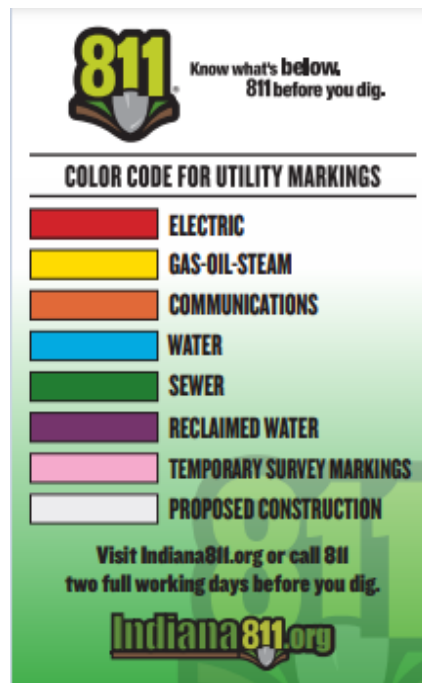 811®
Know what's below.
811 before you dig.
COLOR CODE FOR UTILITY MARKINGS
ELECTRIC
GAS-OIL-STEAM
COMMUNICATIONS
WATER
SEWER
RECLAIMED WATER
TEMPORARY SURVEY MARKINGS
PROPOSED CONSTRUCTION
811
Visit Indiana811.org or call 811
two full working days before you dig.
Indiana811.org